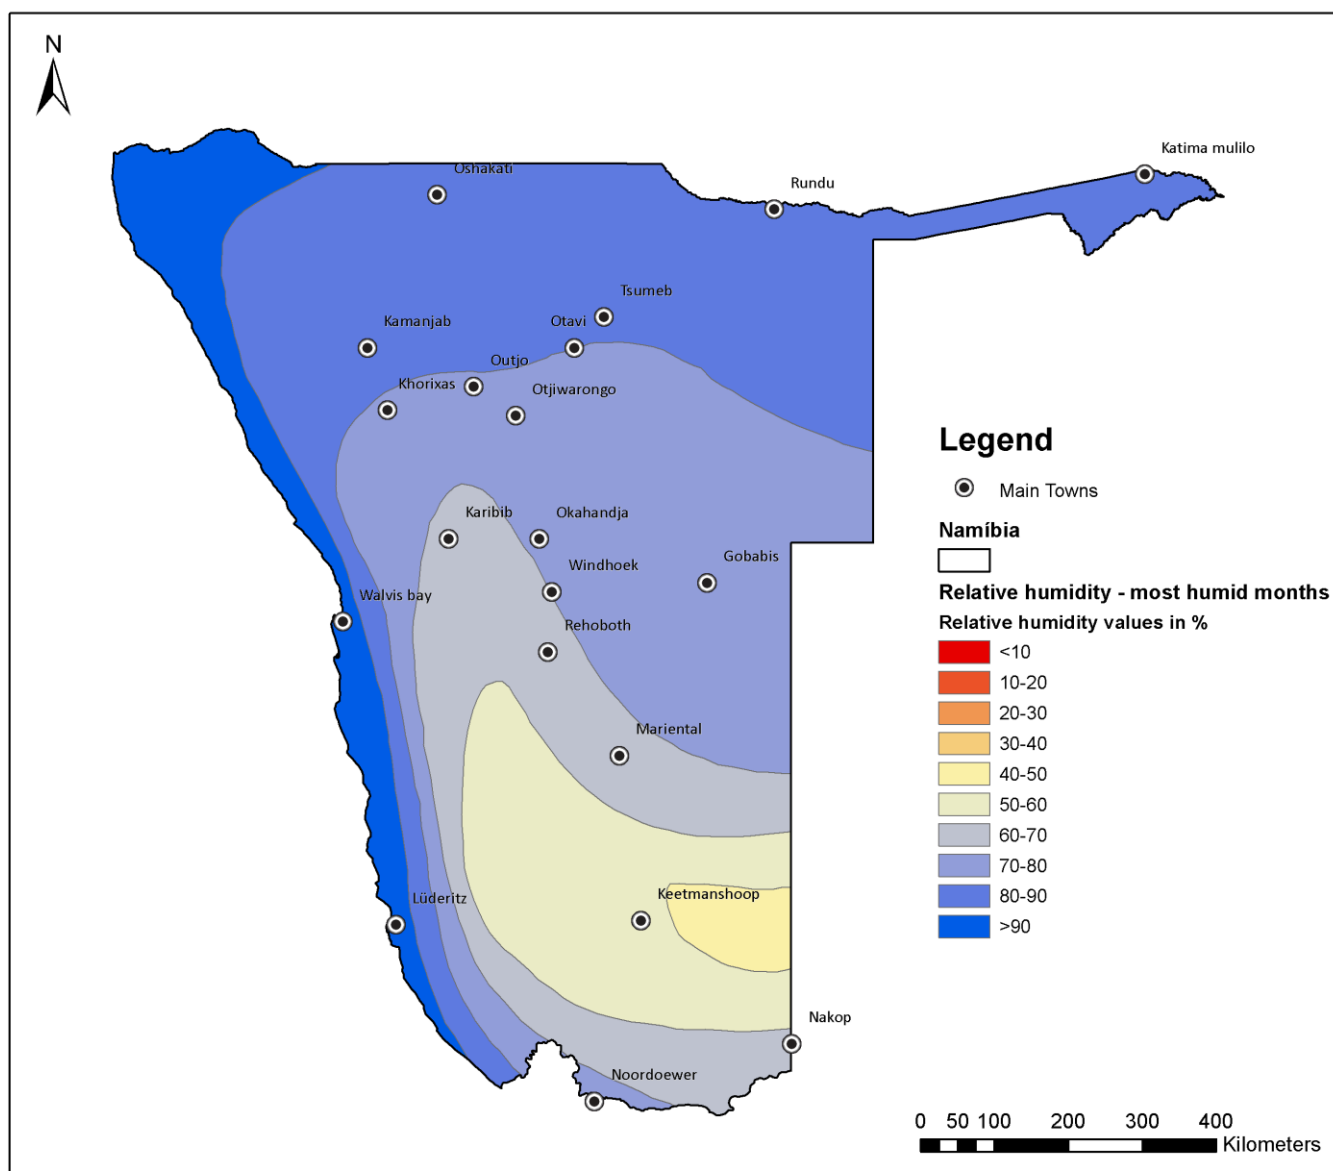 N
Katima mulilo
Oshakati
Rundu
Tsumeb
Kamanjab
Otavi
Outjo
Khorixas
Otjiwarongo
Legend
Main Towns
Karibib
Okahandja
Namíbia
Gobabis
Windhoek
Relative humidity - most humid months
Walvis bay
Relative humidity values in %
Rehoboth
<10
10-20
20-30
Mariental
30-40
40-50
50-60
60-70
70-80
Keetmanshoop
Lüderitz
80-90
>90
Nakop
Noordoewer
0 50 100 200 300 400
Kilometers